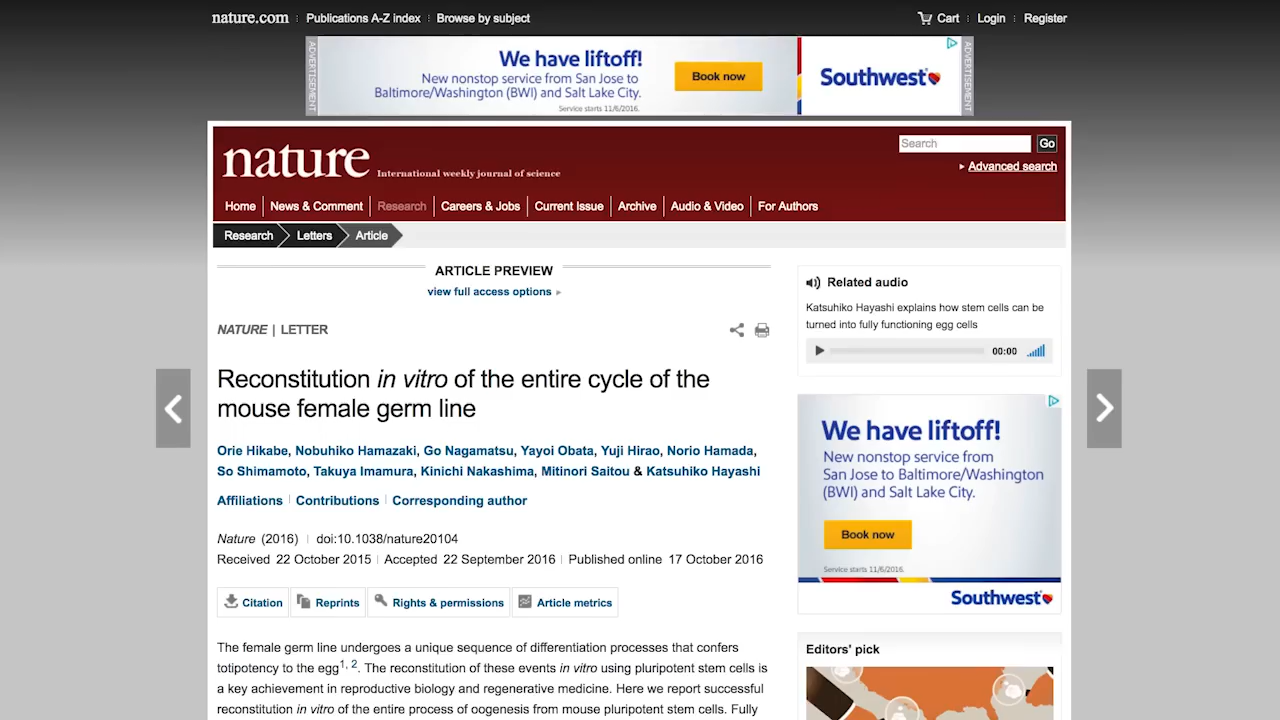 nature.com : Publications A-Z index : Browse by subject
Cart : Login : Register
ADVERTISEMENT
We have liftoff!
New nonstop service from San Jose to
Baltimore/Washington (BWI) and Salt Lake City.
Service starts 11/6/2016.
Book now
Southwest
ADVERTISEMENT
nature International weekly journal of science
Search Go
Advanced search
Home News & Comment Research Careers & Jobs Current Issue Archive Audio & Video For Authors
Research Letters Article
ARTICLE PREVIEW
view full access options
NATURE | LETTER
Reconstitution in vitro of the entire cycle of the
mouse female germ line
Orie Hikabe, Nobuhiko Hamazaki, Go Nagamatsu, Yayoi Obata, Yuji Hirao, Norio Hamada,
So Shimamoto, Takuya Imamura, Kinichi Nakashima, Mitinori Saitou & Katsuhiko Hayashi
Affiliations | Contributions | Corresponding author
Nature (2016) | doi:10.1038/nature20104
Received 22 October 2015 | Accepted 22 September 2016 | Published online 17 October 2016
Citation Reprints Rights & permissions Article metrics
The female germ line undergoes a unique sequence of differentiation processes that confers
totipotency to the egg1, 2. The reconstitution of these events in vitro using pluripotent stem cells is
a key achievement in reproductive biology and regenerative medicine. Here we report successful
reconstitution in vitro of the entire process of oogenesis from mouse pluripotent stem cells. Fully
Related audio
Katsuhiko Hayashi explains how stem cells can be
turned into fully functioning egg cells
00:00
We have liftoff!
New nonstop service from
San Jose to Baltimore/Washington
(BWI) and Salt Lake City.
Book now
Service starts 11/6/2016.
Southwest
Editors' pick